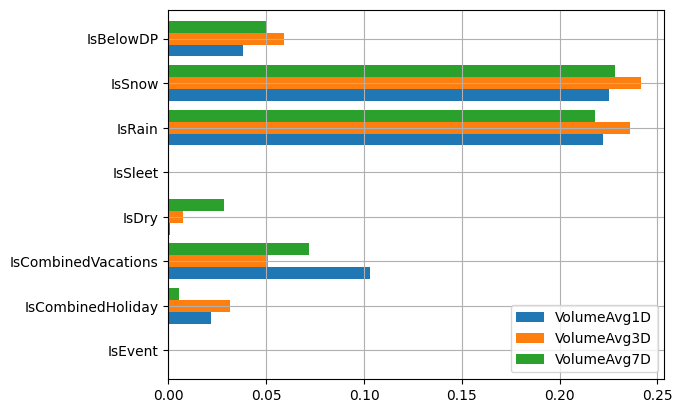 IsBelowDP
IsSnow
IsRain
IsSleet
IsDry
IsCombinedVacations
IsCombinedHoliday
IsEvent
VolumeAvg1D
VolumeAvg3D
VolumeAvg7D
0.00 0.05 0.10 0.15 0.20 0.25